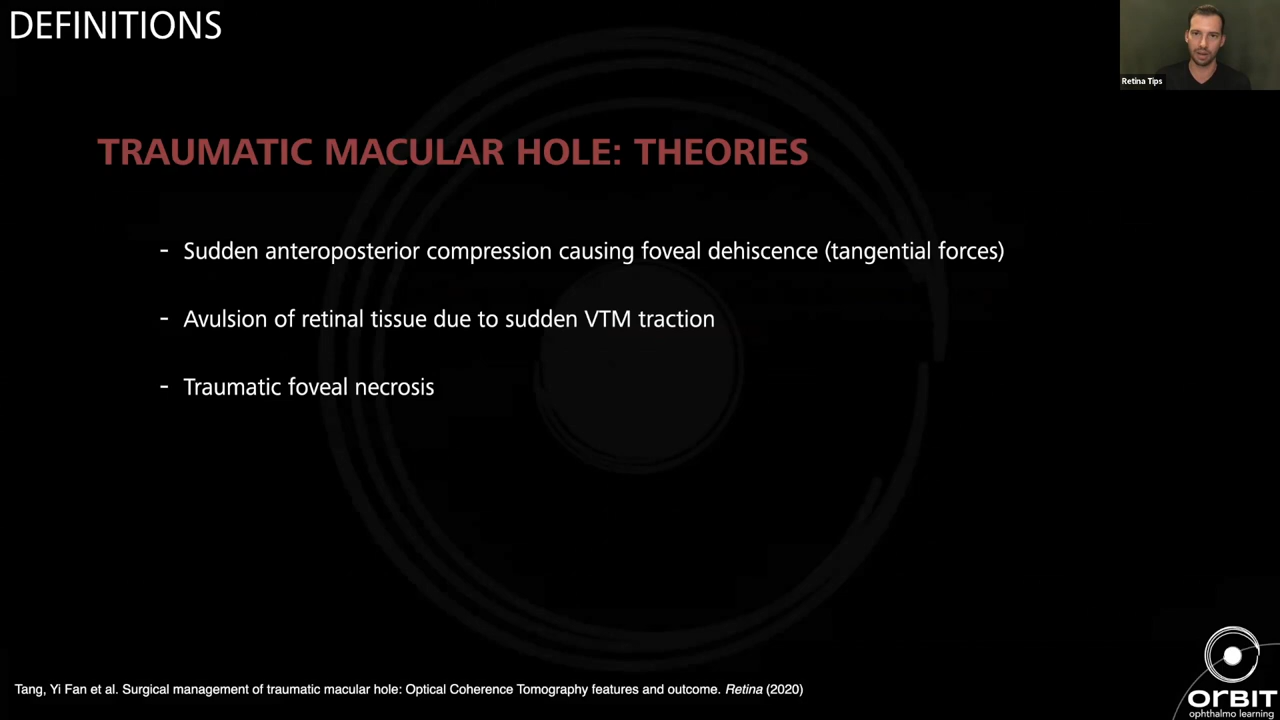 DEFINITIONS
Retina Tips
TRAUMATIC MACULAR HOLE: THEORIES
- Sudden anteroposterior compression causing foveal dehiscence (tangential forces)
- Avulsion of retinal tissue due to sudden VTM traction
- Traumatic foveal necrosis
Tang, Yi Fan et al. Surgical management of traumatic macular hole: Optical Coherence Tomography features and outcome. Retina (2020)
ORBIT
ophthalmo learning